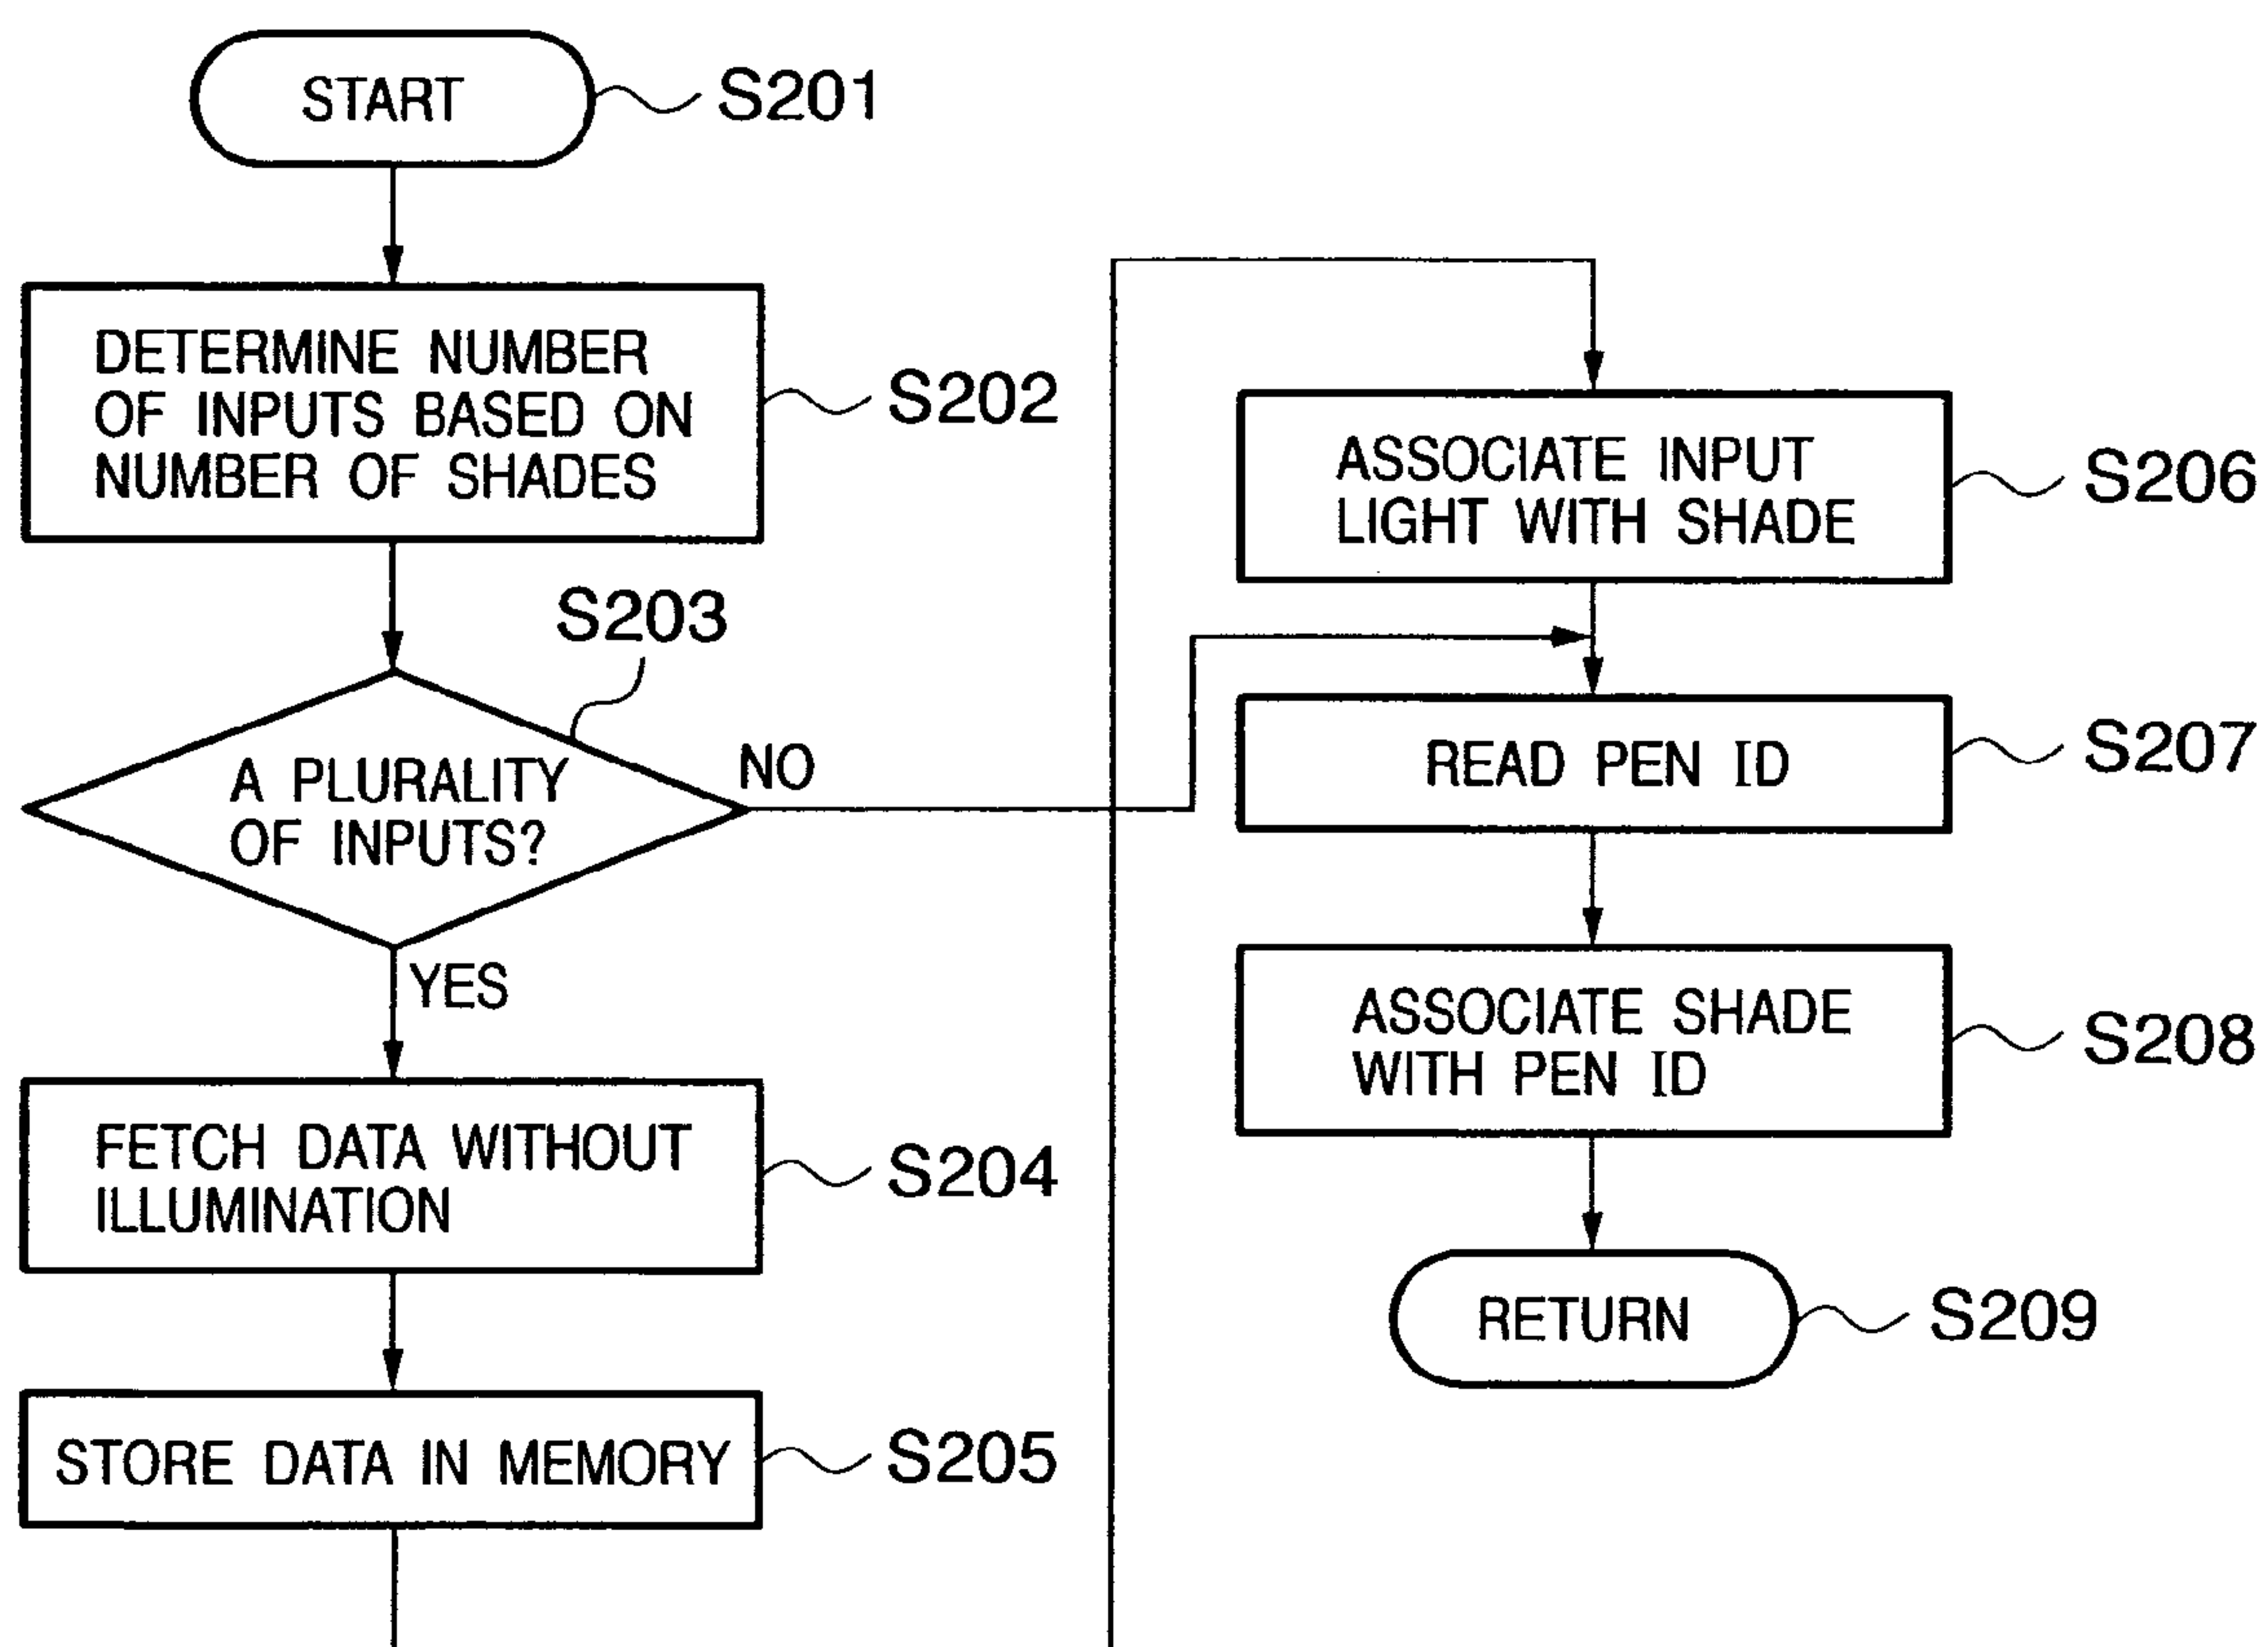 START
S201
DETERMINE NUMBER
OF INPUTS BASED ON
NUMBER OF SHADES
S202
S203
A PLURALITY
OF INPUTS?
NO
YES
FETCH DATA WITHOUT
ILLUMINATION
S204
STORE DATA IN MEMORY
S205
ASSOCIATE INPUT
LIGHT WITH SHADE
S206
READ PEN ID
S207
ASSOCIATE SHADE
WITH PEN ID
S208
RETURN
S209